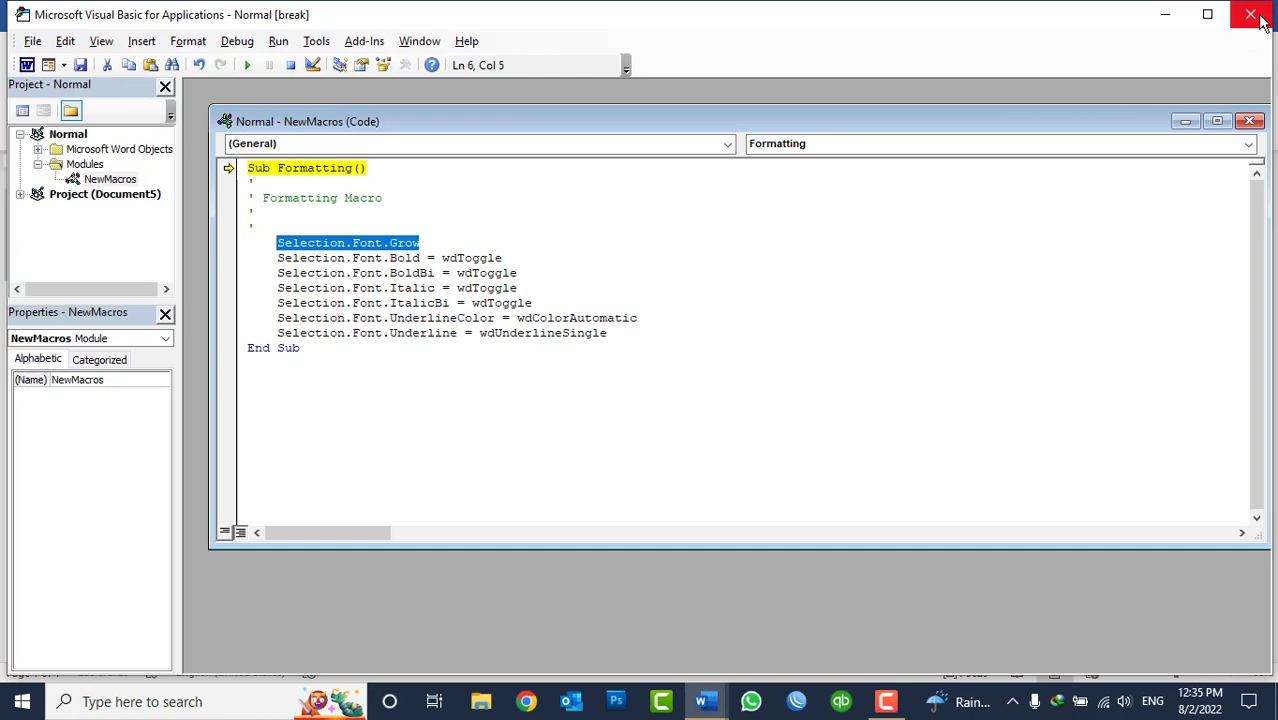 Microsoft Visual Basic for Applications - Normal [break]
File Edit View Insert Format Debug Run Tools Add-Ins Window Help
Ln 6, Col 5
Project - Normal
Normal
Microsoft Word Objects
Modules
NewMacros
Project (Document5)
Properties - NewMacros
NewMacros Module
Alphabetic Categorized
(Name) NewMacros
Normal - NewMacros (Code)
(General) Formatting
Sub Formatting()
'
' Formatting Macro
'
'
Selection.Font.Grow
Selection.Font.Bold = wdToggle
Selection.Font.BoldBi = wdToggle
Selection.Font.Italic = wdToggle
Selection.Font.ItalicBi = wdToggle
Selection.Font.UnderlineColor = wdColorAutomatic
Selection.Font.Underline = wdUnderlineSingle
End Sub
Type here to search
Ps
Rain...
ENG
12:35 PM
8/2/2022